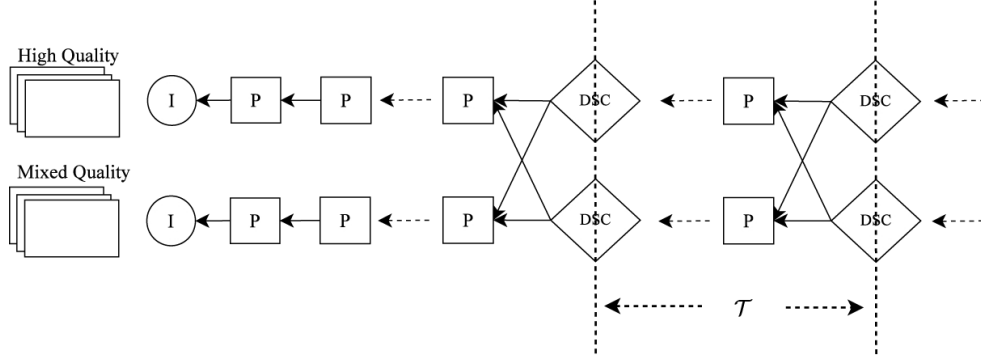 High Quality
I P P P DSC P DSC
Mixed Quality
I P P P DSC P DSC
𝒯